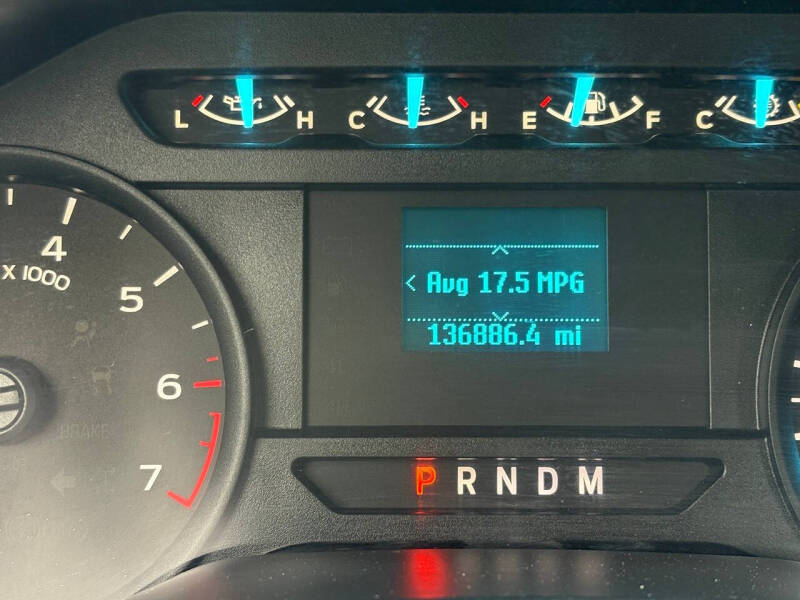 L H C H E F C
4
X 1000
5
6
7
BRAKE
Avg 17.5 MPG
136886.4 mi
P R N D M